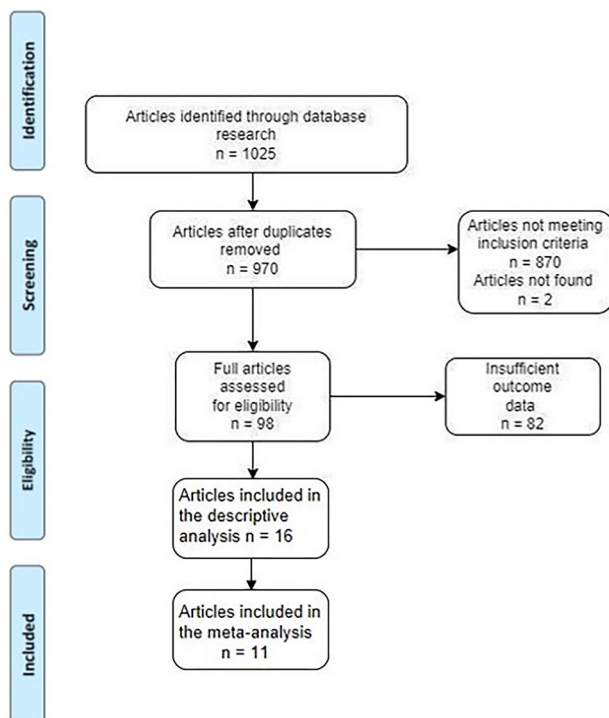 Identification
Articles identified through database
research
n = 1025
Screening
Articles after duplicates
removed
n = 970
Articles not meeting
inclusion criteria
n = 870
Articles not found
n = 2
Eligibility
Full articles
assessed
for eligibility
n = 98
Insufficient
outcome
data
n = 82
Articles included in
the descriptive
analysis n = 16
Included
Articles included in
the meta-analysis
n = 11